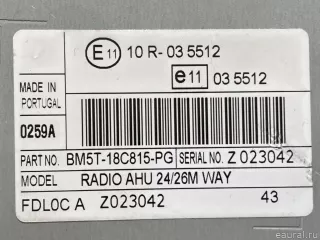 E11 10 R- 03 5512
e11 03 5512
MADE IN
PORTUGAL
0259A
PART NO. BM5T-18C815-PG SERIAL NO. Z 023042
MODEL RADIO AHU 24/26M WAY
FDL0C A Z023042 43
© eaural.ru